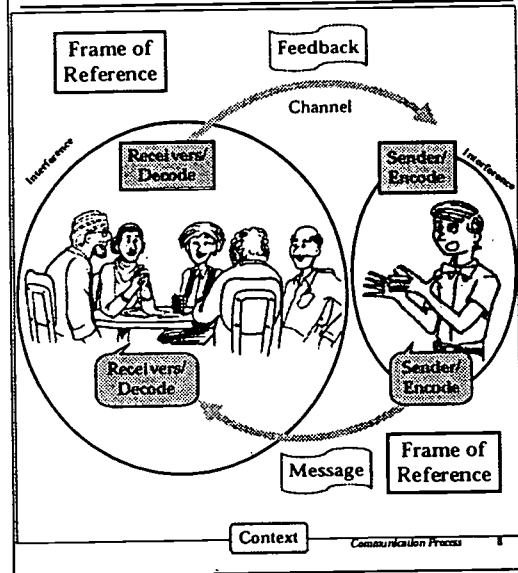 Frame of
Reference
Feedback
Channel
Interference
Receivers/
Decode
Sender/
Encode
Interference
Receivers/
Decode
Sender/
Encode
Message
Frame of
Reference
Context
Communication Process 8